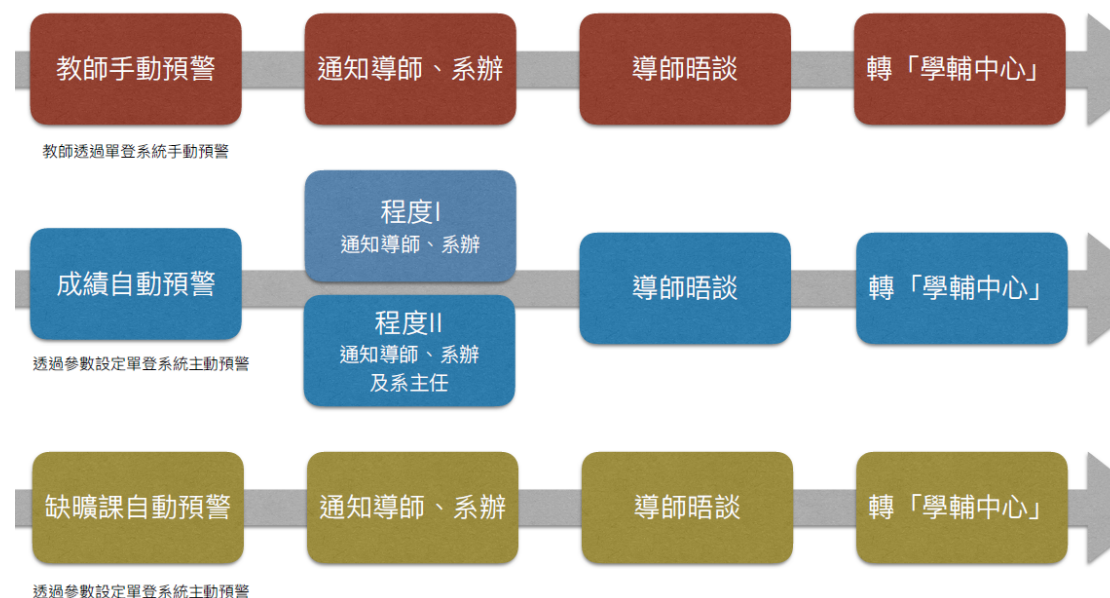 教師手動預警
通知導師、系辦
導師晤談
轉「學輔中心」
教師透過單登系統手動預警
成績自動預警
程度I
通知導師、系辦
程度II
通知導師、系辦
及系主任
導師晤談
轉「學輔中心」
透過參數設定單登系統主動預警
缺曠課自動預警
通知導師、系辦
導師晤談
轉「學輔中心」
透過參數設定單登系統主動預警